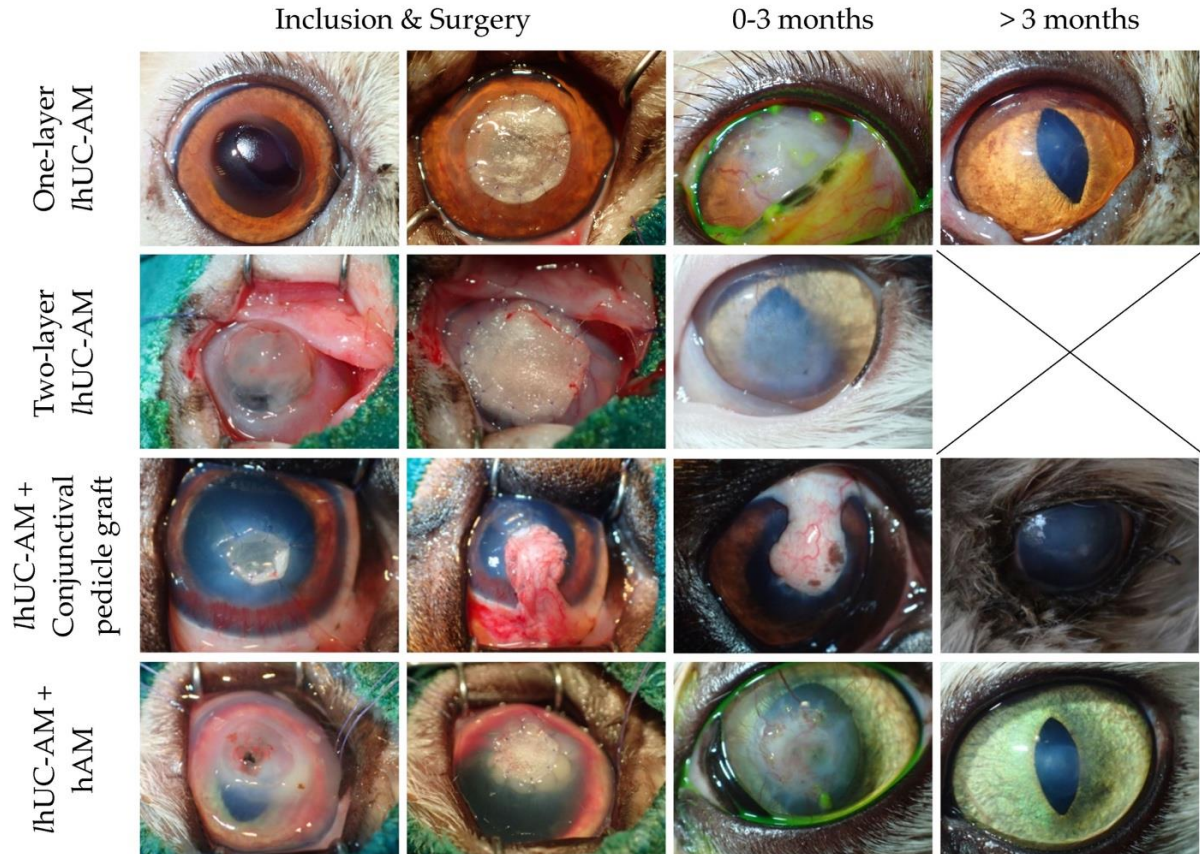 Inclusion & Surgery
0-3 months
> 3 months
One-layer
lhUC-AM
Two-layer
lhUC-AM
lhUC-AM +
Conjunctival
pedicle graft
lhUC-AM +
hAM